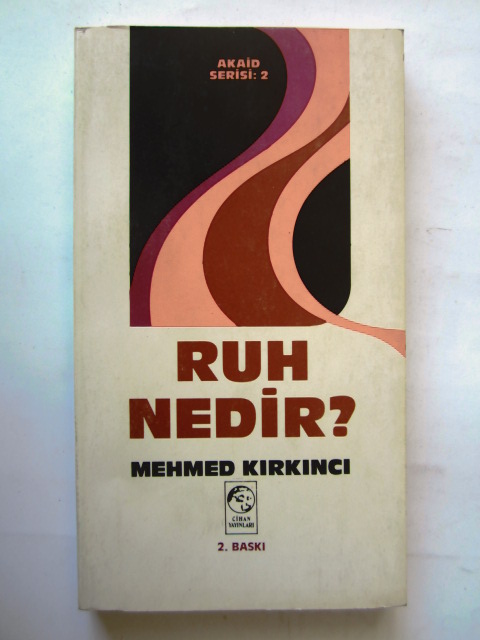 AKAİD
SERİSİ: 2
RUH
NEDİR?
MEHMED KIRKINCI
CİHAN
YAYINLARI
2. BASKI